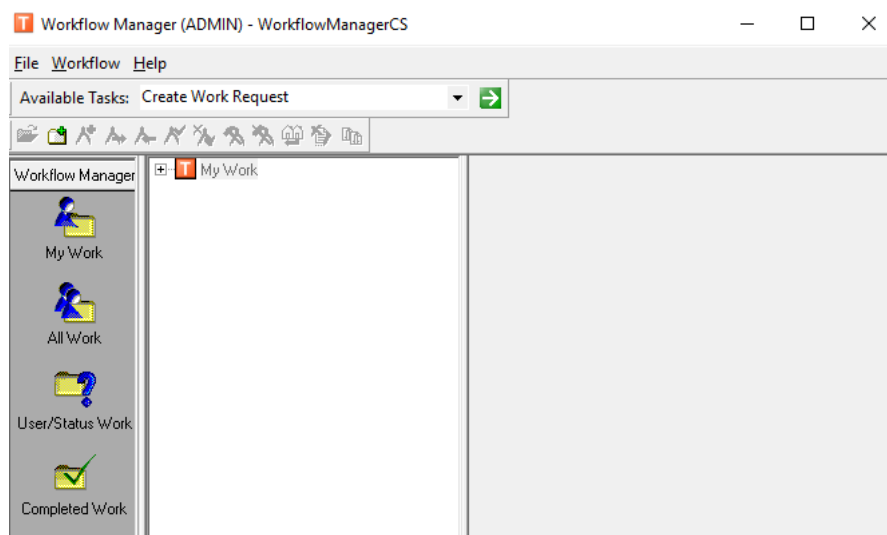 T Workflow Manager (ADMIN) - WorkflowManagerCS
File Workflow Help
Available Tasks: Create Work Request
Workflow Manager
T My Work
My Work
All Work
User/Status Work
Completed Work